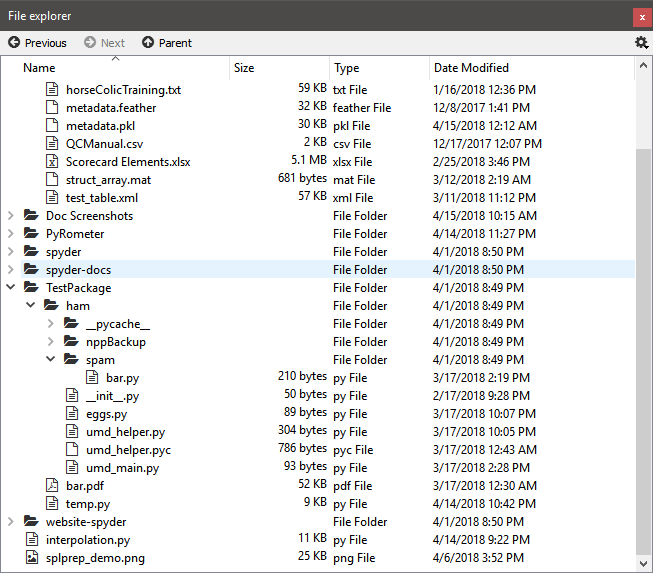 File explorer x
Previous Next Parent
Name Size Type Date Modified
horseColicTraining.txt 59 KB txt File 1/16/2018 12:36 PM
metadata.feather 32 KB feather File 12/8/2017 1:41 PM
metadata.pkl 30 KB pkl File 4/15/2018 12:12 AM
QCManual.csv 2 KB csv File 12/17/2017 12:07 PM
Scorecard Elements.xlsx 5.1 MB xlsx File 2/25/2018 3:46 PM
struct_array.mat 681 bytes mat File 3/12/2018 2:19 AM
test_table.xml 57 KB xml File 3/11/2018 11:12 PM
Doc Screenshots File Folder 4/15/2018 10:15 AM
PyRometer File Folder 4/14/2018 11:27 PM
spyder File Folder 4/1/2018 8:50 PM
spyder-docs File Folder 4/1/2018 8:50 PM
TestPackage File Folder 4/1/2018 8:49 PM
ham File Folder 4/1/2018 8:49 PM
__pycache__ File Folder 4/1/2018 8:49 PM
nppBackup File Folder 4/1/2018 8:49 PM
spam File Folder 4/1/2018 8:49 PM
bar.py 210 bytes py File 3/17/2018 2:19 PM
__init__.py 50 bytes py File 2/17/2018 9:28 PM
eggs.py 89 bytes py File 3/17/2018 10:07 PM
umd_helper.py 304 bytes py File 3/17/2018 10:05 PM
umd_helper.pyc 786 bytes pyc File 3/17/2018 12:43 AM
umd_main.py 93 bytes py File 3/17/2018 2:28 PM
bar.pdf 52 KB pdf File 3/17/2018 12:30 AM
temp.py 9 KB py File 4/14/2018 10:42 PM
website-spyder File Folder 4/1/2018 8:50 PM
interpolation.py 11 KB py File 4/14/2018 9:22 PM
splprep_demo.png 25 KB png File 4/6/2018 3:52 PM